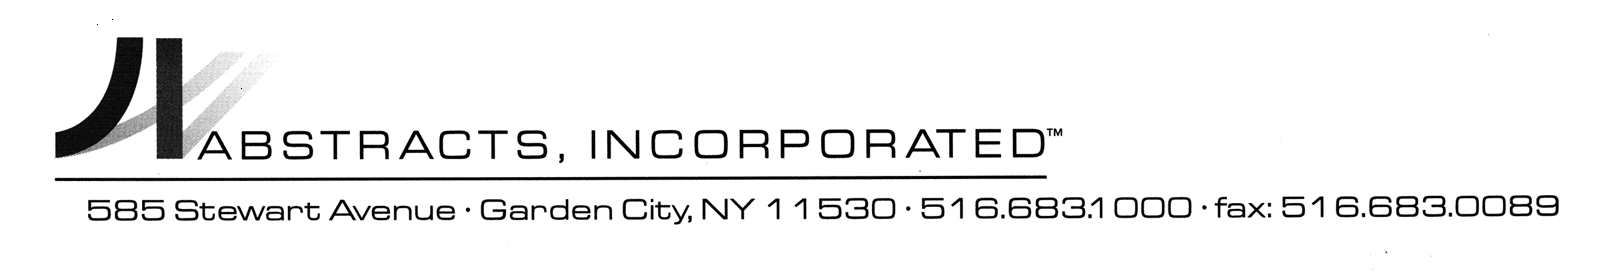 ABSTRACTS, INCORPORATED™
585 Stewart Avenue · Garden City, NY 11530 · 516.683.1000 · fax: 516.683.0089